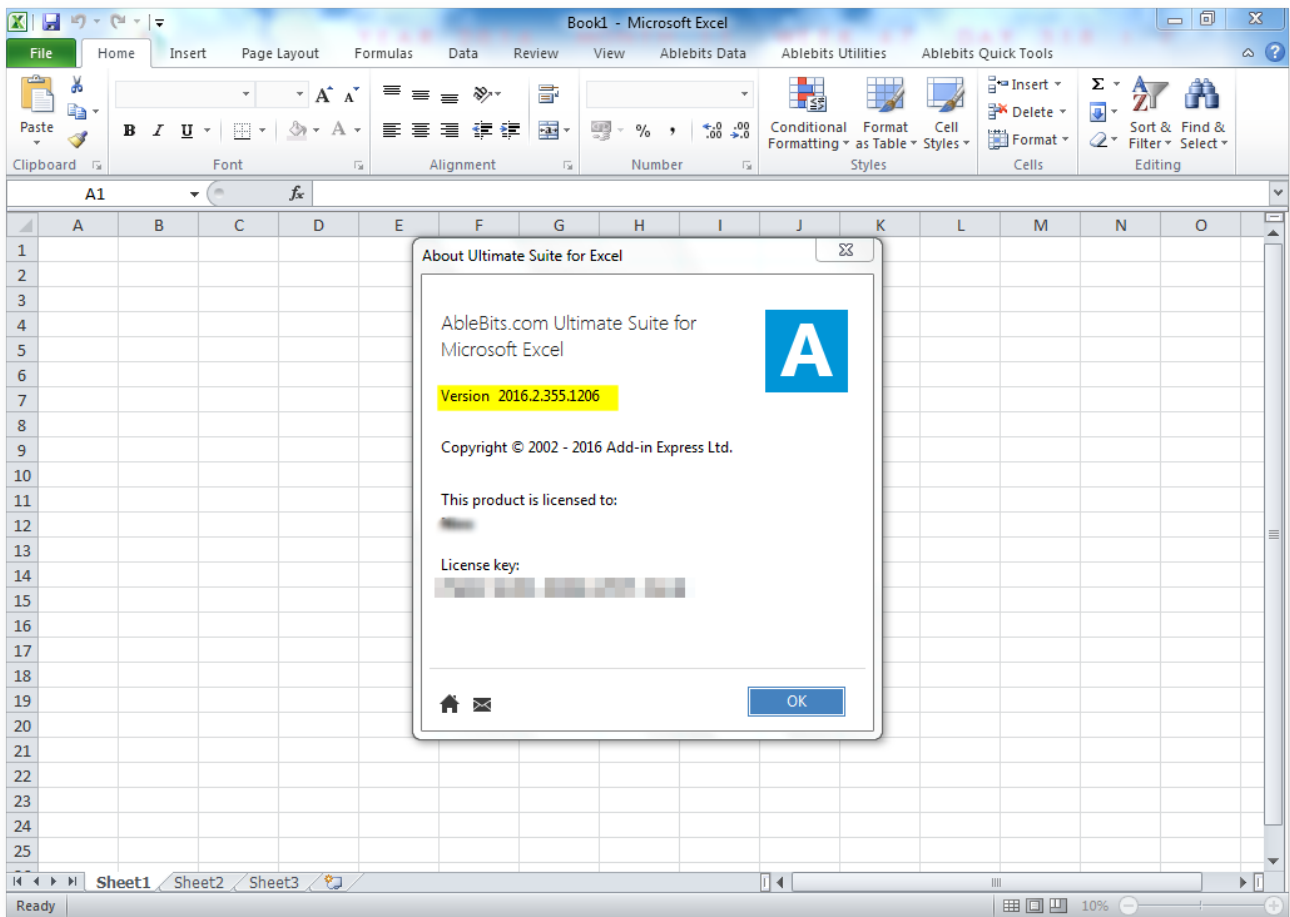 Book1 - Microsoft Excel
File Home Insert Page Layout Formulas Data Review View Ablebits Data Ablebits Utilities Ablebits Quick Tools
Paste
Clipboard
B I U A A A
Font
Alignment
% , .0 .00 .00 .0
Number
Conditional Formatting
Format as Table
Cell Styles
Styles
Insert
Delete
Format
Cells
Σ
Sort & Filter
Find & Select
Editing
A1 fx
A B C D E F G H I J K L M N O
1
2
3
4
5
6
7
8
9
10
11
12
13
14
15
16
17
18
19
20
21
22
23
24
25
About Ultimate Suite for Excel
AbleBits.com Ultimate Suite for
Microsoft Excel
A
Version 2016.2.355.1206
Copyright © 2002 - 2016 Add-in Express Ltd.
This product is licensed to:
License key:
OK
Sheet1 Sheet2 Sheet3
Ready 10%